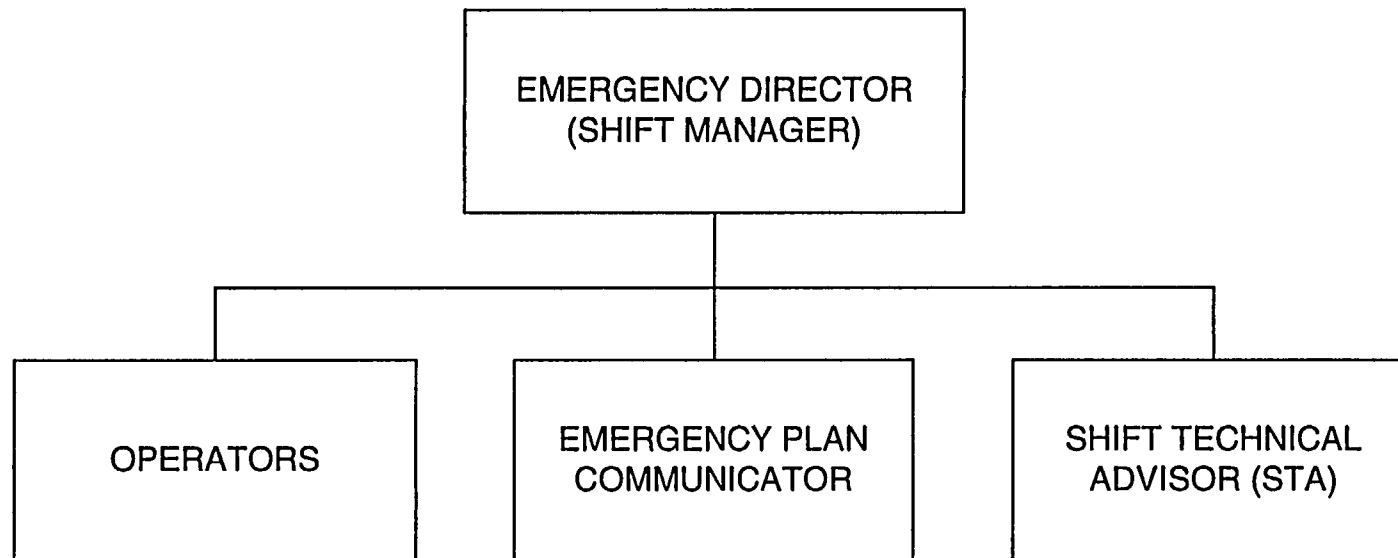 EMERGENCY DIRECTOR
(SHIFT MANAGER)
OPERATORS
EMERGENCY PLAN
COMMUNICATOR
SHIFT TECHNICAL
ADVISOR (STA)